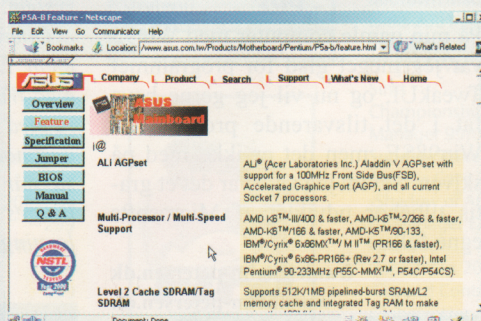 P5A-B Feature - Netscape
File Edit View Go Communicator Help
Bookmarks Location: /www.asus.com.tw/Products/Motherboard/Pentium/P5a-b/feature.html What's Related
ASUS Company Product Search Support What's New Home
Overview
Feature
Specification
Jumper
BIOS
Manual
Q & A
NSTL
Year 2000
ASUS
Mainboard
i@
ALi AGPset
ALi® (Acer Laboratories Inc.) Aladdin V AGPset with
support for a 100MHz Front Side Bus(FSB),
Accelerated Graphice Port (AGP), and all current
Socket 7 processors.
Multi-Processor / Multi-Speed
Support
AMD K6™-III/400 & faster, AMD-K6™-2/266 & faster,
AMD-K6™/166 & faster, AMD-K5™/90-133,
IBM®/Cyrix® 6x86MX™/ M II™ (PR166 & faster),
IBM®/Cyrix® 6x86-PR166+ (Rev 2.7 or faster), Intel
Pentium® 90-233MHz (P55C-MMX™, P54C/P54CS).
Level 2 Cache SDRAM/Tag
SDRAM
Supports 512K/1MB pipelined-burst SRAM/L2
memory cache and integrated Tag RAM to make
Document: Done